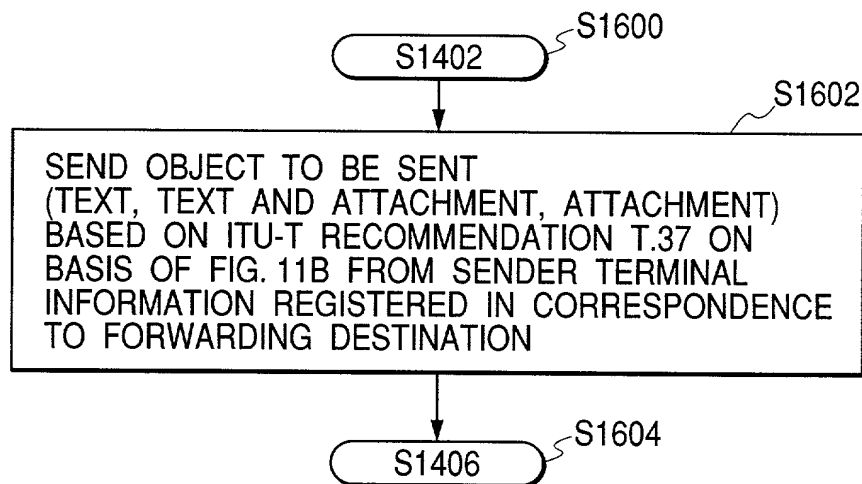 S1600
S1402
S1602
SEND OBJECT TO BE SENT
(TEXT, TEXT AND ATTACHMENT, ATTACHMENT)
BASED ON ITU-T RECOMMENDATION T.37 ON
BASIS OF FIG. 11B FROM SENDER TERMINAL
INFORMATION REGISTERED IN CORRESPONDENCE
TO FORWARDING DESTINATION
S1604
S1406